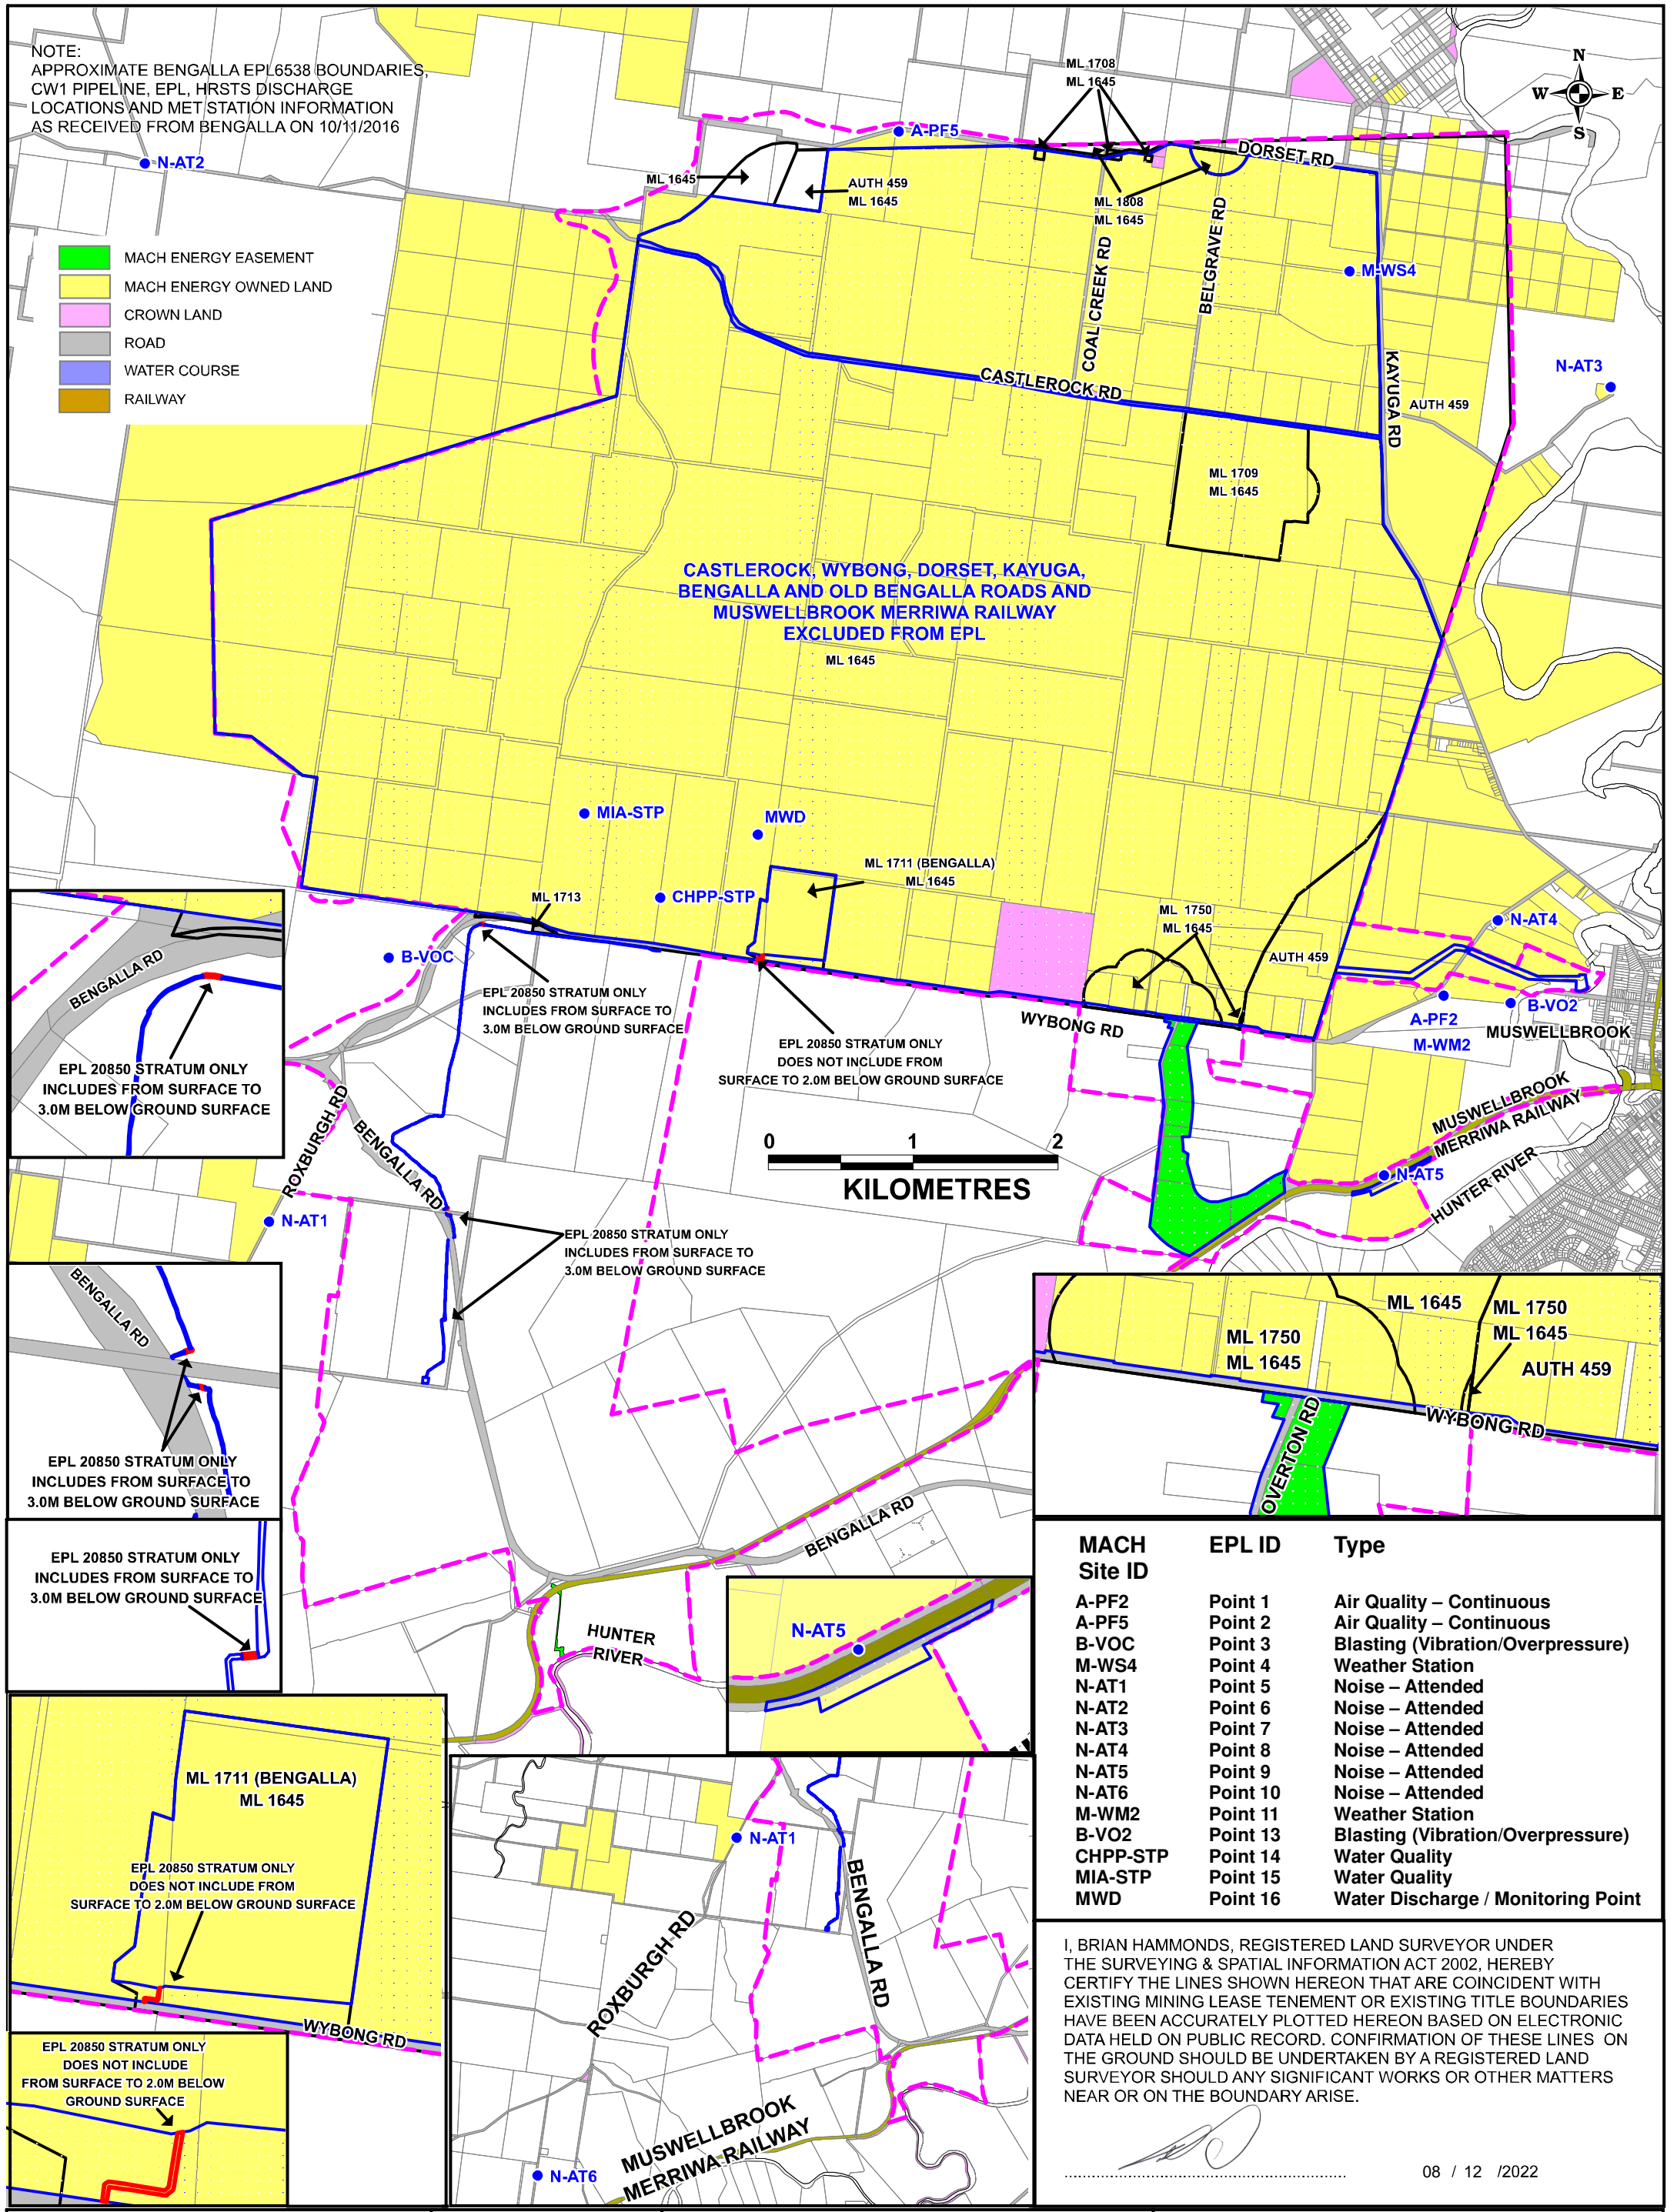 NOTE:
APPROXIMATE BENGALLA EPL6538 BOUNDARIES,
CW1 PIPELINE, EPL, HRSTS DISCHARGE
LOCATIONS AND MET STATION INFORMATION
AS RECEIVED FROM BENGALLA ON 10/11/2016
N-AT2
A-PF5
ML 1708
ML 1645
N
W E
S
DORSET RD
ML 1645
AUTH 459
ML 1645
ML 1808
ML 1645
COAL CREEK RD
BELGRAVE RD
M-WS4
MACH ENERGY EASEMENT
MACH ENERGY OWNED LAND
CROWN LAND
ROAD
WATER COURSE
RAILWAY
CASTLEROCK RD
KAYUGA RD
N-AT3
AUTH 459
ML 1709
ML 1645
CASTLEROCK, WYBONG, DORSET, KAYUGA,
BENGALLA AND OLD BENGALLA ROADS AND
MUSWELLBROOK MERRIWA RAILWAY
EXCLUDED FROM EPL
ML 1645
MIA-STP
MWD
ML 1711 (BENGALLA)
ML 1645
CHPP-STP
ML 1713
ML 1750
ML 1645
N-AT4
AUTH 459
B-VOC
EPL 20850 STRATUM ONLY
INCLUDES FROM SURFACE TO
3.0M BELOW GROUND SURFACE
WYBONG RD
A-PF2
M-WM2
B-VO2
MUSWELLBROOK
EPL 20850 STRATUM ONLY
DOES NOT INCLUDE FROM
SURFACE TO 2.0M BELOW GROUND SURFACE
BENGALLA RD
EPL 20850 STRATUM ONLY
INCLUDES FROM SURFACE TO
3.0M BELOW GROUND SURFACE
ROXBURGH RD
BENGALLA RD
0 1 2
KILOMETRES
MUSWELLBROOK
MERRIWA RAILWAY
N-AT5
HUNTER RIVER
N-AT1
EPL 20850 STRATUM ONLY
INCLUDES FROM SURFACE TO
3.0M BELOW GROUND SURFACE
BENGALLA RD
EPL 20850 STRATUM ONLY
INCLUDES FROM SURFACE TO
3.0M BELOW GROUND SURFACE
ML 1645
ML 1750
ML 1645
ML 1750
ML 1645
AUTH 459
WYBONG RD
OVERTON RD
EPL 20850 STRATUM ONLY
INCLUDES FROM SURFACE TO
3.0M BELOW GROUND SURFACE
BENGALLA RD
HUNTER
RIVER
N-AT5
MACH EPL ID Type
Site ID
A-PF2 Point 1 Air Quality – Continuous
A-PF5 Point 2 Air Quality – Continuous
B-VOC Point 3 Blasting (Vibration/Overpressure)
M-WS4 Point 4 Weather Station
N-AT1 Point 5 Noise – Attended
N-AT2 Point 6 Noise – Attended
N-AT3 Point 7 Noise – Attended
N-AT4 Point 8 Noise – Attended
N-AT5 Point 9 Noise – Attended
N-AT6 Point 10 Noise – Attended
M-WM2 Point 11 Weather Station
B-VO2 Point 13 Blasting (Vibration/Overpressure)
CHPP-STP Point 14 Water Quality
MIA-STP Point 15 Water Quality
MWD Point 16 Water Discharge / Monitoring Point
ML 1711 (BENGALLA)
ML 1645
EPL 20850 STRATUM ONLY
DOES NOT INCLUDE FROM
SURFACE TO 2.0M BELOW GROUND SURFACE
WYBONG RD
EPL 20850 STRATUM ONLY
DOES NOT INCLUDE
FROM SURFACE TO 2.0M BELOW
GROUND SURFACE
N-AT1
ROXBURGH RD
BENGALLA RD
MUSWELLBROOK
MERRIWA RAILWAY
N-AT6
I, BRIAN HAMMONDS, REGISTERED LAND SURVEYOR UNDER
THE SURVEYING & SPATIAL INFORMATION ACT 2002, HEREBY
CERTIFY THE LINES SHOWN HEREON THAT ARE COINCIDENT WITH
EXISTING MINING LEASE TENEMENT OR EXISTING TITLE BOUNDARIES
HAVE BEEN ACCURATELY PLOTTED HEREON BASED ON ELECTRONIC
DATA HELD ON PUBLIC RECORD. CONFIRMATION OF THESE LINES ON
THE GROUND SHOULD BE UNDERTAKEN BY A REGISTERED LAND
SURVEYOR SHOULD ANY SIGNIFICANT WORKS OR OTHER MATTERS
NEAR OR ON THE BOUNDARY ARISE.
08 / 12 /2022